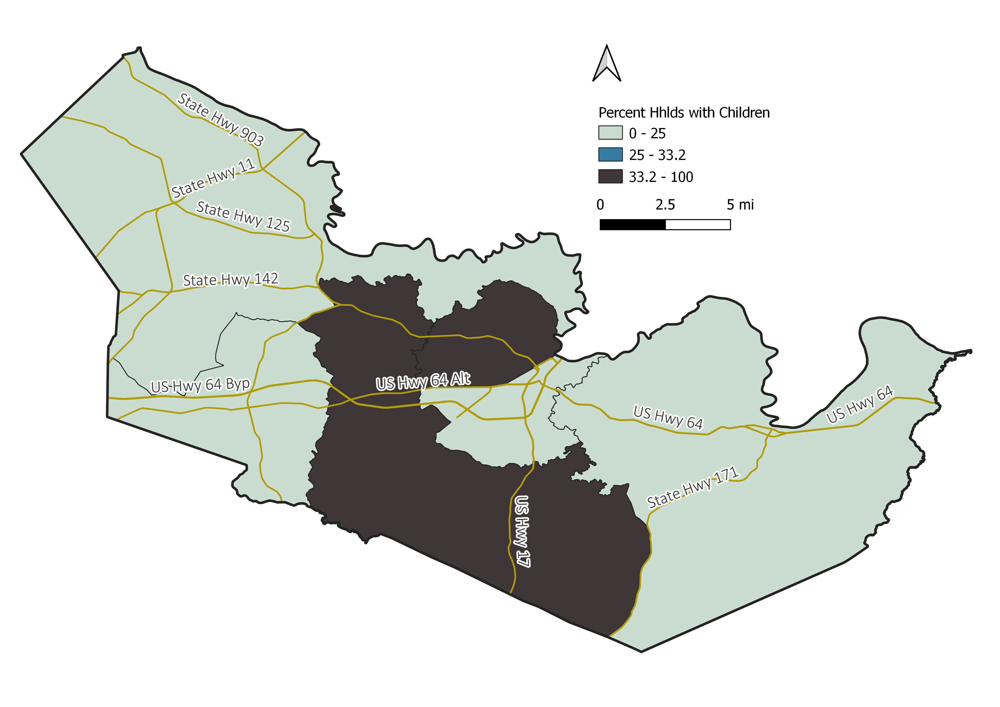 Percent Hhlds with Children
0 - 25
25 - 33.2
33.2 - 100
0 2.5 5 mi
State Hwy 903
State Hwy 11
State Hwy 125
State Hwy 142
US Hwy 64 Byp
US Hwy 64 Alt
US Hwy 64
US Hwy 64
State Hwy 171
US Hwy 17